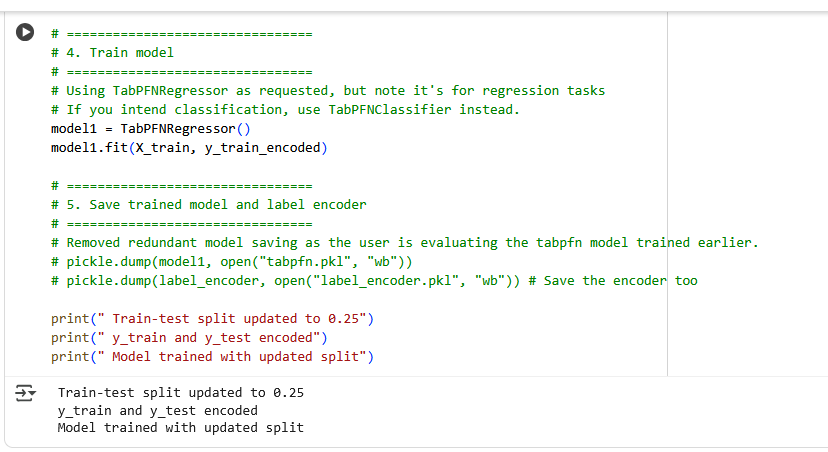 # ================================
# 4. Train model
# ================================
# Using TabPFNRegressor as requested, but note it's for regression tasks
# If you intend classification, use TabPFNClassifier instead.
model1 = TabPFNRegressor()
model1.fit(X_train, y_train_encoded)
# ================================
# 5. Save trained model and label encoder
# ================================
# Removed redundant model saving as the user is evaluating the tabpfn model trained earlier.
# pickle.dump(model1, open("tabpfn.pkl", "wb"))
# pickle.dump(label_encoder, open("label_encoder.pkl", "wb")) # Save the encoder too
print(" Train-test split updated to 0.25")
print(" y_train and y_test encoded")
print(" Model trained with updated split")
Train-test split updated to 0.25
y_train and y_test encoded
Model trained with updated split